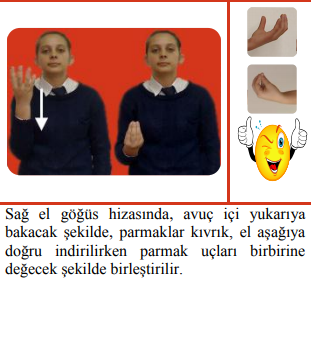 Sağ el göğüs hizasında, avuç içi yukarıya
bakacak şekilde, parmaklar kıvrık, el aşağıya
doğru indirilirken parmak uçları birbirine
değecek şekilde birleştirilir.